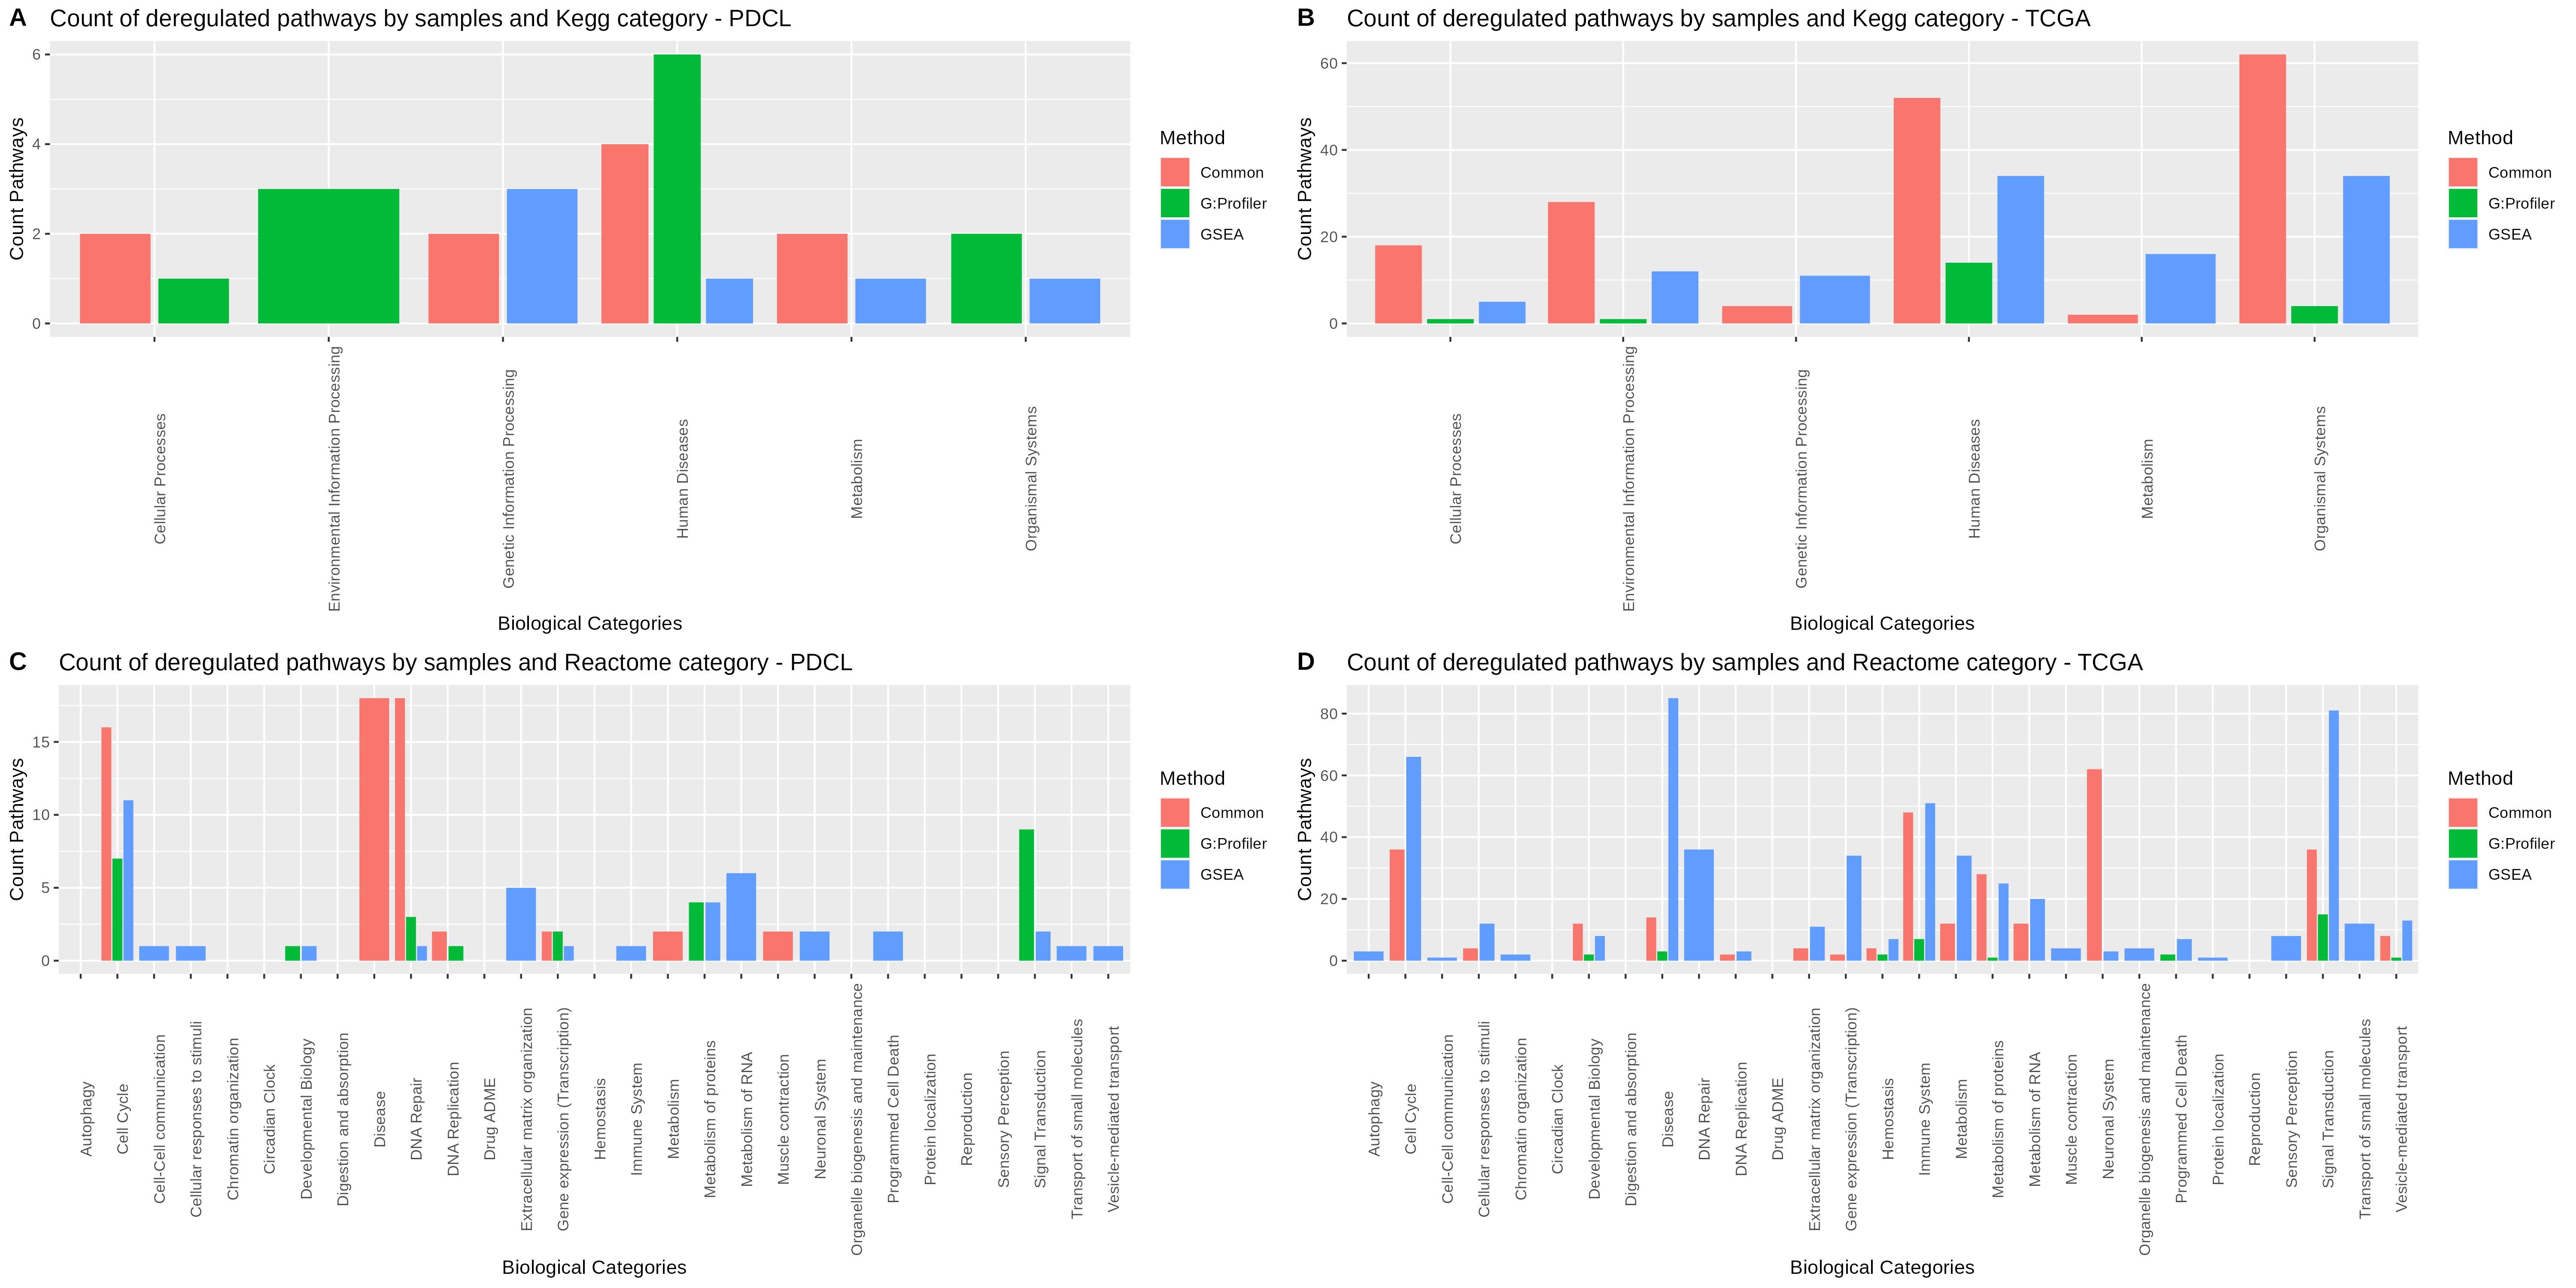 A Count of deregulated pathways by samples and Kegg category - PDCL
Count Pathways
6
4
2
0
Cellular Processes
Environmental Information Processing
Genetic Information Processing
Human Diseases
Metabolism
Organismal Systems
Biological Categories
Method
Common
G:Profiler
GSEA
B Count of deregulated pathways by samples and Kegg category - TCGA
Count Pathways
60
40
20
0
Cellular Processes
Environmental Information Processing
Genetic Information Processing
Human Diseases
Metabolism
Organismal Systems
Biological Categories
Method
Common
G:Profiler
GSEA
C Count of deregulated pathways by samples and Reactome category - PDCL
Count Pathways
15
10
5
0
Autophagy
Cell Cycle
Cell-Cell communication
Cellular responses to stimuli
Chromatin organization
Circadian Clock
Developmental Biology
Digestion and absorption
Disease
DNA Repair
DNA Replication
Drug ADME
Extracellular matrix organization
Gene expression (Transcription)
Hemostasis
Immune System
Metabolism
Metabolism of proteins
Metabolism of RNA
Muscle contraction
Neuronal System
Organelle biogenesis and maintenance
Programmed Cell Death
Protein localization
Reproduction
Sensory Perception
Signal Transduction
Transport of small molecules
Vesicle-mediated transport
Biological Categories
Method
Common
G:Profiler
GSEA
D Count of deregulated pathways by samples and Reactome category - TCGA
Count Pathways
80
60
40
20
0
Autophagy
Cell Cycle
Cell-Cell communication
Cellular responses to stimuli
Chromatin organization
Circadian Clock
Developmental Biology
Digestion and absorption
Disease
DNA Repair
DNA Replication
Drug ADME
Extracellular matrix organization
Gene expression (Transcription)
Hemostasis
Immune System
Metabolism
Metabolism of proteins
Metabolism of RNA
Muscle contraction
Neuronal System
Organelle biogenesis and maintenance
Programmed Cell Death
Protein localization
Reproduction
Sensory Perception
Signal Transduction
Transport of small molecules
Vesicle-mediated transport
Biological Categories
Method
Common
G:Profiler
GSEA